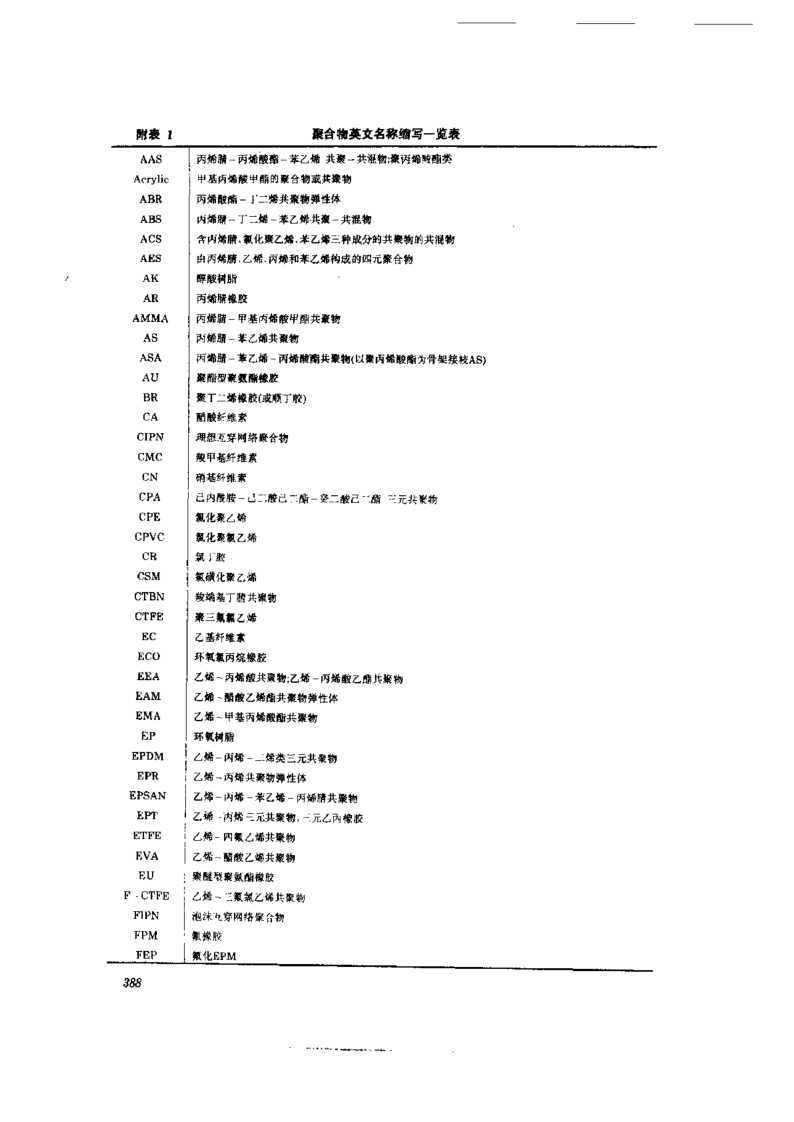 附表 1 聚合物英文名称缩写一览表
AAS 丙烯腈－丙烯酸酯－苯乙烯 共聚－共混物;聚丙烯酸酯类
Acrylic 甲基丙烯酸甲酯的聚合物或其聚物
ABR 丙烯酸酯－丁二烯共聚物弹性体
ABS 丙烯腈－丁二烯－苯乙烯共聚－共混物
ACS 含丙烯腈、氯化聚乙烯、苯乙烯三种成分的共聚物的共混物
AES 由丙烯腈、乙烯、丙烯和苯乙烯构成的四元聚合物
AK 醇酸树脂
AR 丙烯腈橡胶
AMMA 丙烯腈－甲基丙烯酸甲酯共聚物
AS 丙烯腈－苯乙烯共聚物
ASA 丙烯腈－苯乙烯－丙烯酸酯共聚物(以聚丙烯酸酯为骨架接枝AS)
AU 聚酯型聚氨酯橡胶
BR 聚丁二烯橡胶(或顺丁胶)
CA 醋酸纤维素
CIPN 理想互穿网络聚合物
CMC 羧甲基纤维素
CN 硝基纤维素
CPA 己内酰胺－己二酸己二酯－癸二酸己二酯 三元共聚物
CPE 氯化聚乙烯
CPVC 氯化聚氯乙烯
CR 氯丁胶
CSM 氯磺化聚乙烯
CTBN 羧端基丁腈共聚物
CTFE 聚三氟氯乙烯
EC 乙基纤维素
ECO 环氧氯丙烷橡胶
EEA 乙烯－丙烯酸共聚物;乙烯－丙烯酸乙酯共聚物
EAM 乙烯－醋酸乙烯酯共聚物弹性体
EMA 乙烯－甲基丙烯酸酯共聚物
EP 环氧树脂
EPDM 乙烯－丙烯－二烯类三元共聚物
EPR 乙烯－丙烯共聚物弹性体
EPSAN 乙烯－丙烯－苯乙烯－丙烯腈共聚物
EPT 乙烯－丙烯三元共聚物,三元乙丙橡胶
ETFE 乙烯－四氟乙烯共聚物
EVA 乙烯－醋酸乙烯共聚物
EU 聚醚型聚氨酯橡胶
F－CTFE 乙烯－三氟氯乙烯共聚物
FIPN 泡沫互穿网络聚合物
FPM 氟橡胶
FEP 氟化EPM
388